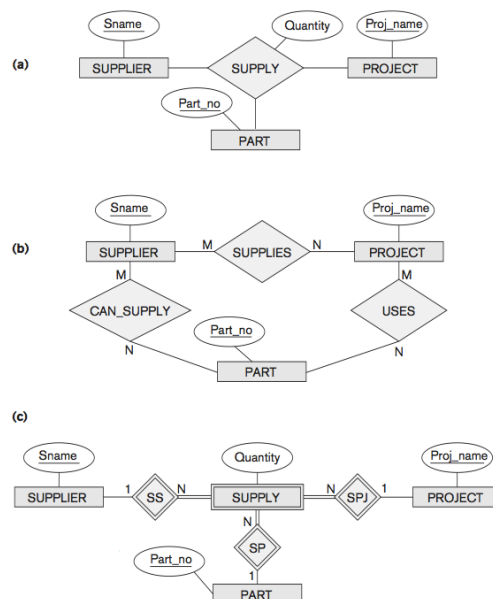 (a)
Sname
Quantity
Proj_name
SUPPLIER
SUPPLY
PROJECT
Part_no
PART
(b)
Sname
Proj_name
SUPPLIER
M
SUPPLIES
N
PROJECT
M
M
CAN_SUPPLY
USES
Part_no
N
N
PART
(c)
Sname
Quantity
Proj_name
SUPPLIER
1
SS
N
SUPPLY
N
SPJ
1
PROJECT
N
SP
Part_no
1
PART